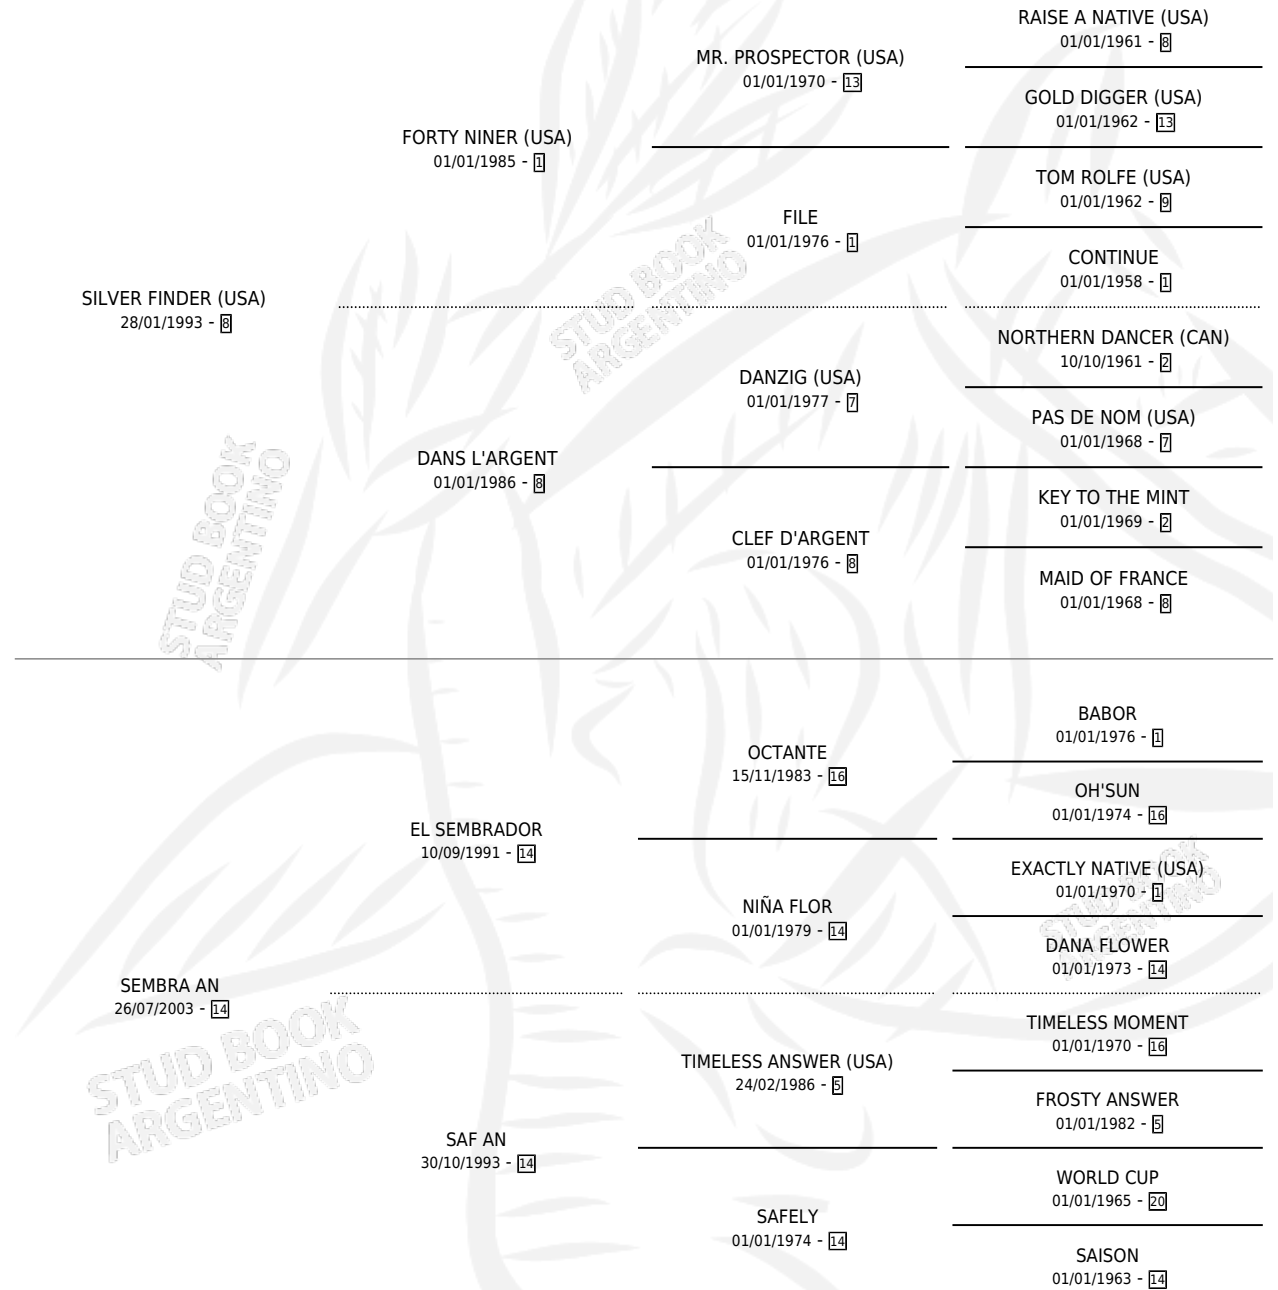 RAISE A NATIVE (USA)
01/01/1961 - 8
MR. PROSPECTOR (USA)
01/01/1970 - 13
GOLD DIGGER (USA)
01/01/1962 - 13
FORTY NINER (USA)
01/01/1985 - 1
TOM ROLFE (USA)
01/01/1962 - 9
FILE
01/01/1976 - 1
CONTINUE
01/01/1958 - 1
SILVER FINDER (USA)
28/01/1993 - 8
NORTHERN DANCER (CAN)
10/10/1961 - 2
DANZIG (USA)
01/01/1977 - 7
PAS DE NOM (USA)
01/01/1968 - 7
DANS L'ARGENT
01/01/1986 - 8
KEY TO THE MINT
01/01/1969 - 2
CLEF D'ARGENT
01/01/1976 - 8
MAID OF FRANCE
01/01/1968 - 8
BABOR
01/01/1976 - 1
OCTANTE
15/11/1983 - 16
OH'SUN
01/01/1974 - 16
EL SEMBRADOR
10/09/1991 - 14
EXACTLY NATIVE (USA)
01/01/1970 - 1
NIÑA FLOR
01/01/1979 - 14
DANA FLOWER
01/01/1973 - 14
SEMBRA AN
26/07/2003 - 14
TIMELESS MOMENT
01/01/1970 - 16
TIMELESS ANSWER (USA)
24/02/1986 - 5
FROSTY ANSWER
01/01/1982 - 5
SAF AN
30/10/1993 - 14
WORLD CUP
01/01/1965 - 20
SAFELY
01/01/1974 - 14
SAISON
01/01/1963 - 14
STUD BOOK
ARGENTINO
STUD BOOK
ARGENTINO
STUD BOOK
ARGENTINO
STUD BOOK
ARGENTINO